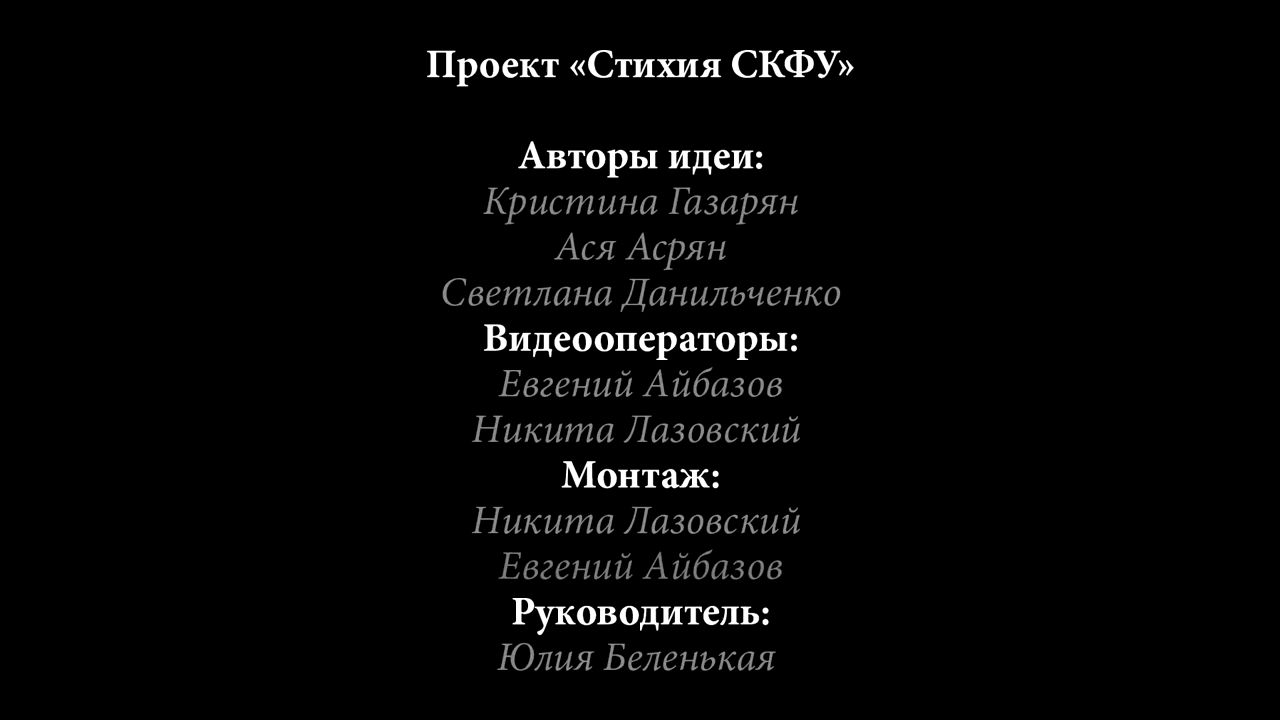 Проект «Стихия СКФУ»
Авторы идеи:
Кристина Газарян
Ася Асрян
Светлана Данильченко
Видеооператоры:
Евгений Айбазов
Никита Лазовский
Монтаж:
Никита Лазовский
Евгений Айбазов
Руководитель:
Юлия Беленькая